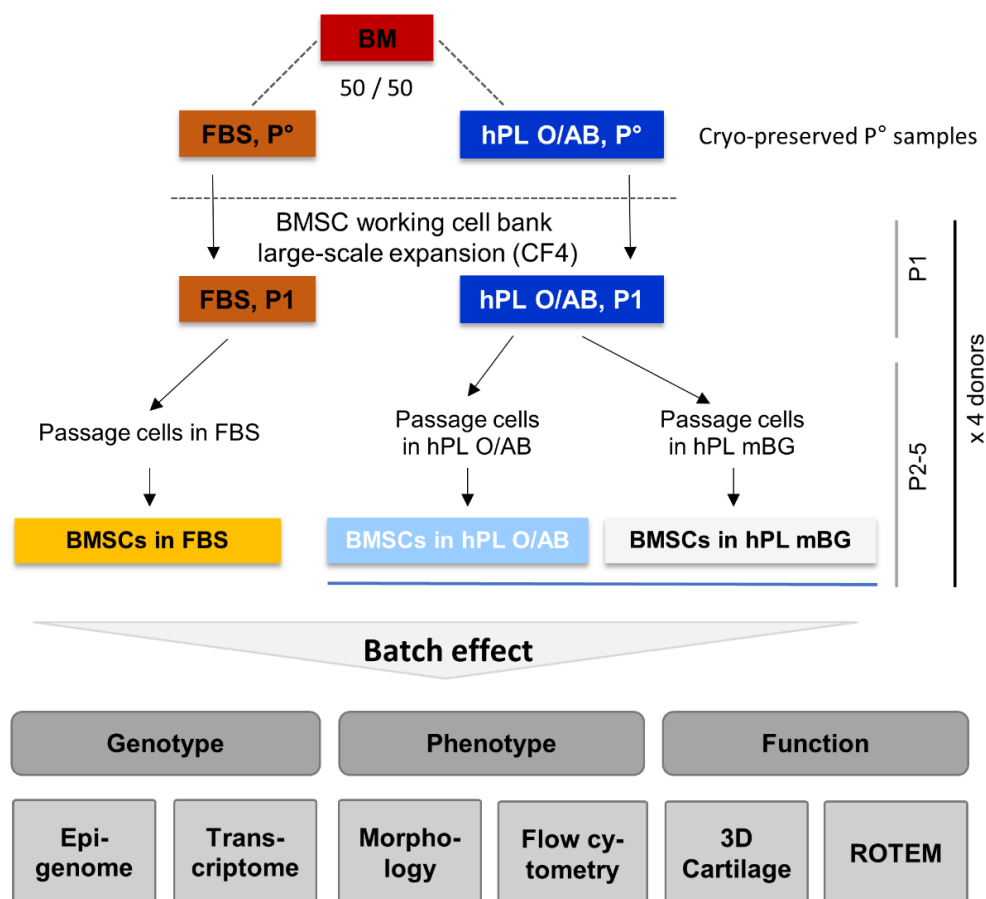 BM
50 / 50
FBS, P°
hPL O/AB, P°
Cryo-preserved P° samples
BMSC working cell bank
large-scale expansion (CF4)
FBS, P1
hPL O/AB, P1
P1
Passage cells in FBS
Passage cells
in hPL O/AB
Passage cells
in hPL mBG
P2-5
x 4 donors
BMSCs in FBS
BMSCs in hPL O/AB
BMSCs in hPL mBG
Batch effect
Genotype
Phenotype
Function
Epi-
genome
Trans-
criptome
Morpho-
logy
Flow cy-
tometry
3D
Cartilage
ROTEM